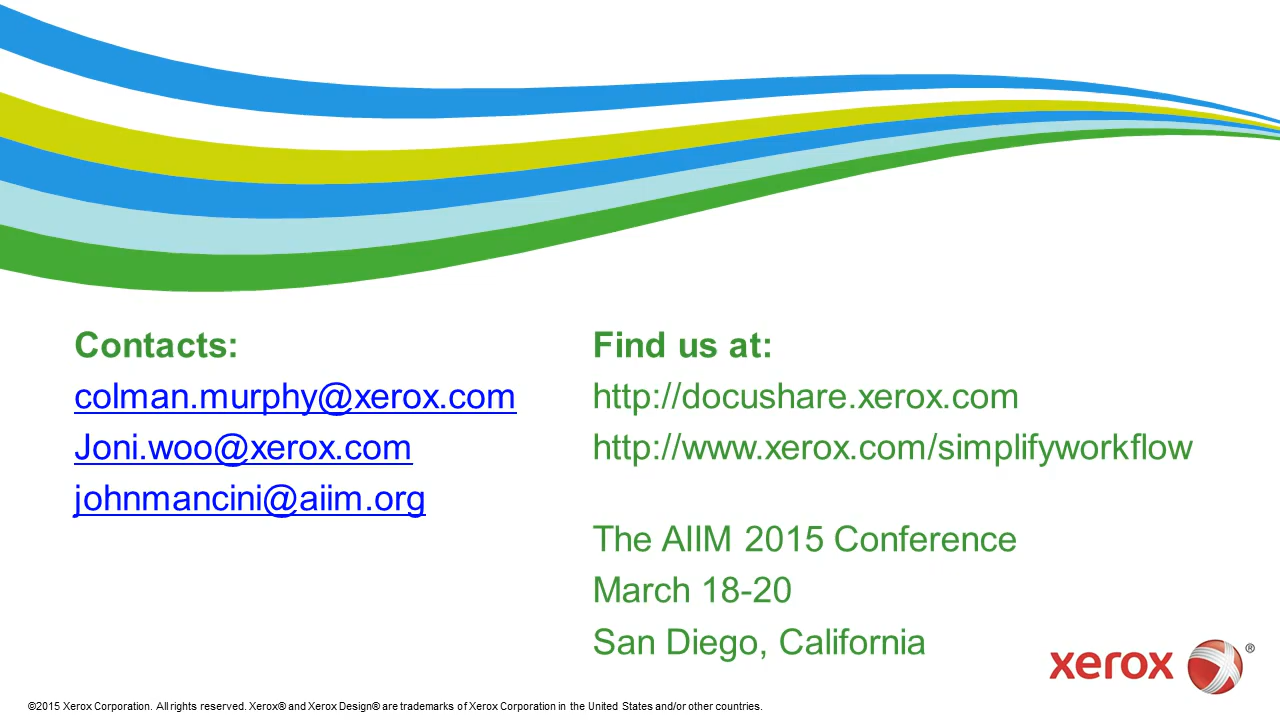 Contacts:
colman.murphy@xerox.com
Joni.woo@xerox.com
johnmancini@aiim.org
Find us at:
http://docushare.xerox.com
http://www.xerox.com/simplifyworkflow
The AIIM 2015 Conference
March 18-20
San Diego, California
xerox ®
©2015 Xerox Corporation. All rights reserved. Xerox® and Xerox Design® are trademarks of Xerox Corporation in the United States and/or other countries.